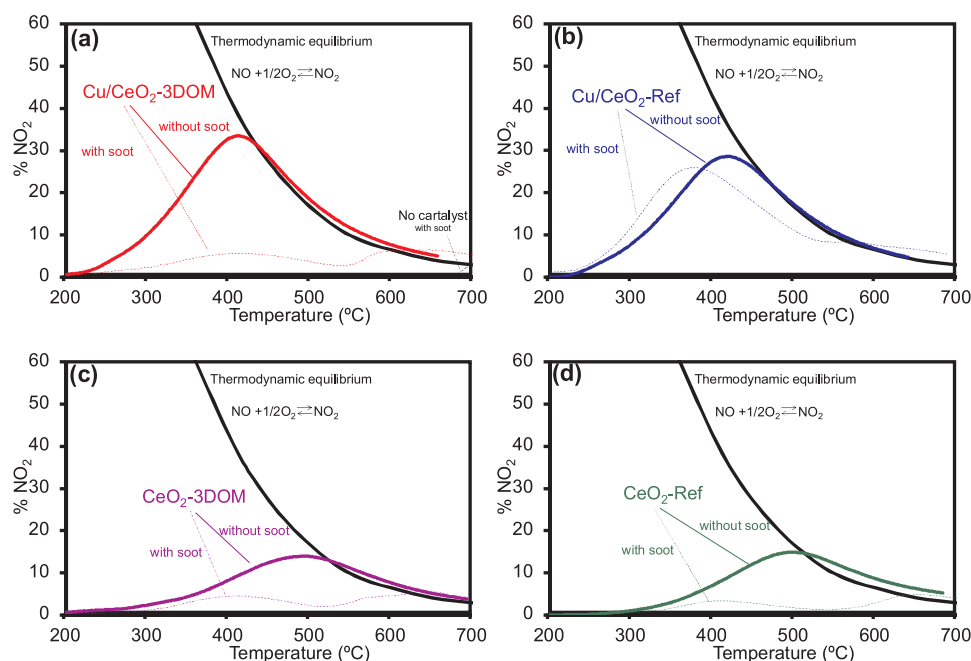 (a)
Thermodynamic equilibrium
NO +1/2O₂⇄NO₂
Cu/CeO₂-3DOM
without soot
with soot
No cartalyst
with soot
% NO₂
60
50
40
30
20
10
0
200 300 400 500 600 700
Temperature (ºC)
(b)
Thermodynamic equilibrium
NO +1/2O₂⇄NO₂
Cu/CeO₂-Ref
without soot
with soot
% NO₂
60
50
40
30
20
10
0
200 300 400 500 600 700
Temperature (ºC)
(c)
Thermodynamic equilibrium
NO +1/2O₂⇄NO₂
CeO₂-3DOM
without soot
with soot
% NO₂
60
50
40
30
20
10
0
200 300 400 500 600 700
Temperature (ºC)
(d)
Thermodynamic equilibrium
NO +1/2O₂⇄NO₂
CeO₂-Ref
without soot
with soot
% NO₂
60
50
40
30
20
10
0
200 300 400 500 600 700
Temperature (ºC)